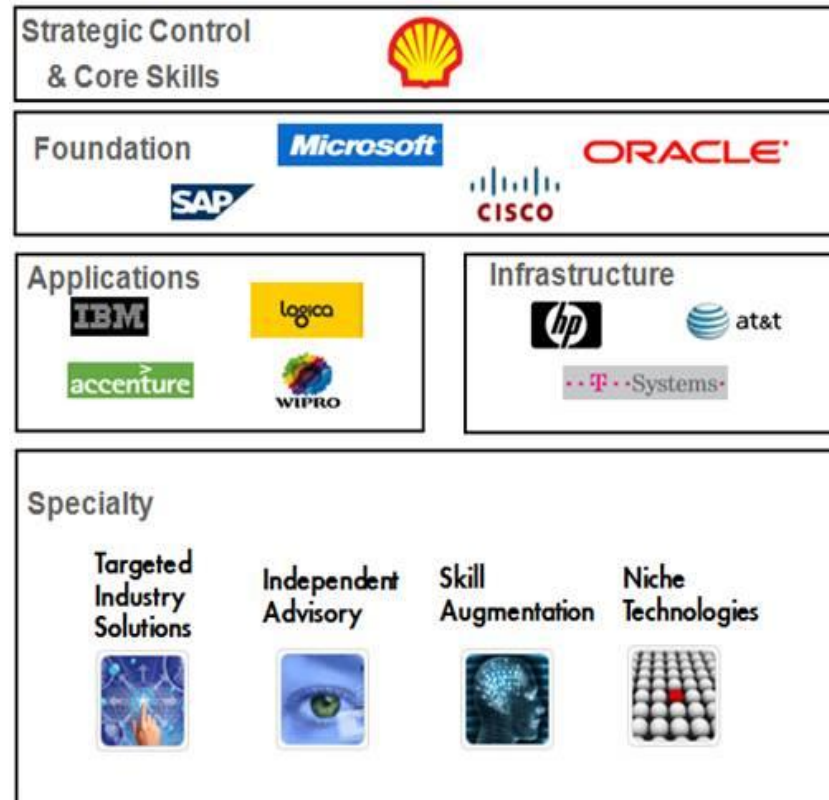 Strategic Control
& Core Skills
Foundation
Microsoft
ORACLE
SAP
CISCO
Applications
IBM
logica
accenture
WIPRO
Infrastructure
hp
at&t
··T··Systems·
Specialty
Targeted
Industry
Solutions
Independent
Advisory
Skill
Augmentation
Niche
Technologies